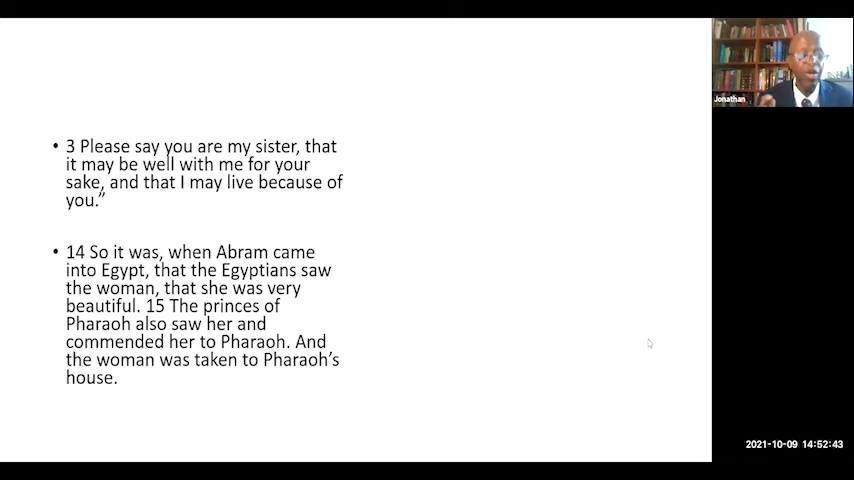 • 3 Please say you are my sister, that
it may be well with me for your
sake, and that I may live because of
you.”
• 14 So it was, when Abram came
into Egypt, that the Egyptians saw
the woman, that she was very
beautiful. 15 The princes of
Pharaoh also saw her and
commended her to Pharaoh. And
the woman was taken to Pharaoh’s
house.
Jonathan
2021-10-09 14:52:43